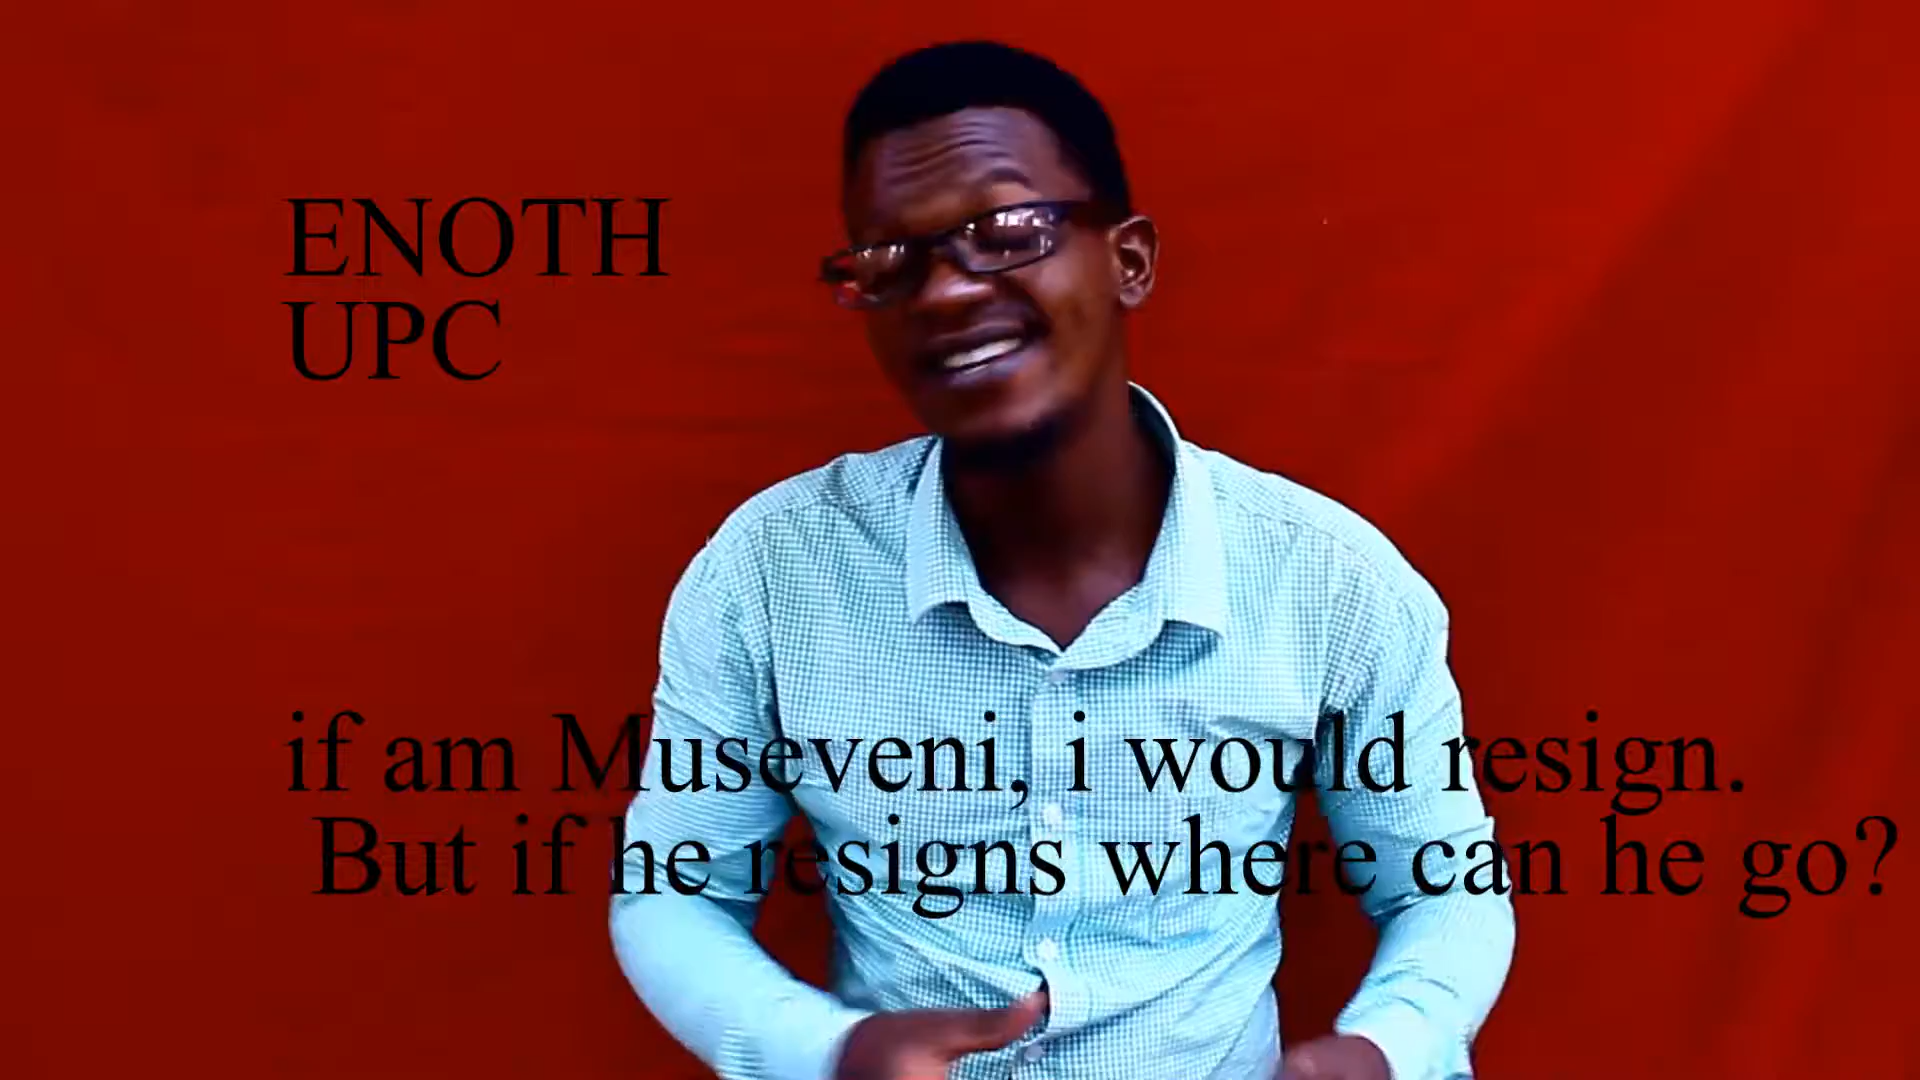 ENOTH
UPC
if am Museveni, i would resign.
But if he resigns where can he go?